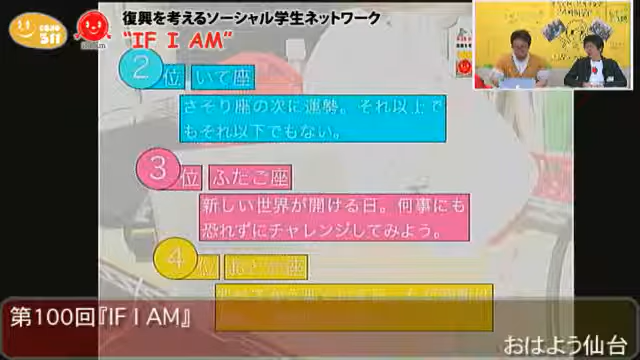 復興を考えるソーシャル学生ネットワーク
“IF I AM”
2位 いて座
さそり座の次に運勢。それ以上で
もそれ以下でもない。
3位 ふたご座
新しい世界が開ける日。何事にも
恐れずにチャレンジしてみよう。
4位
第100回『IF I AM』
おはよう仙台